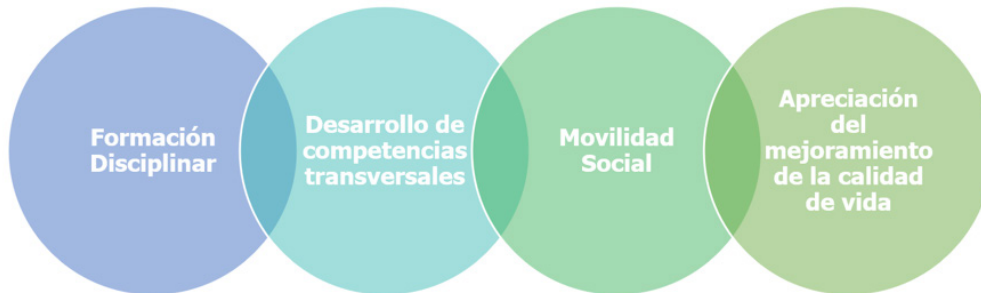 Formación
Disciplinar
Desarrollo de
competencias
transversales
Movilidad
Social
Apreciación
del
mejoramiento
de la calidad
de vida